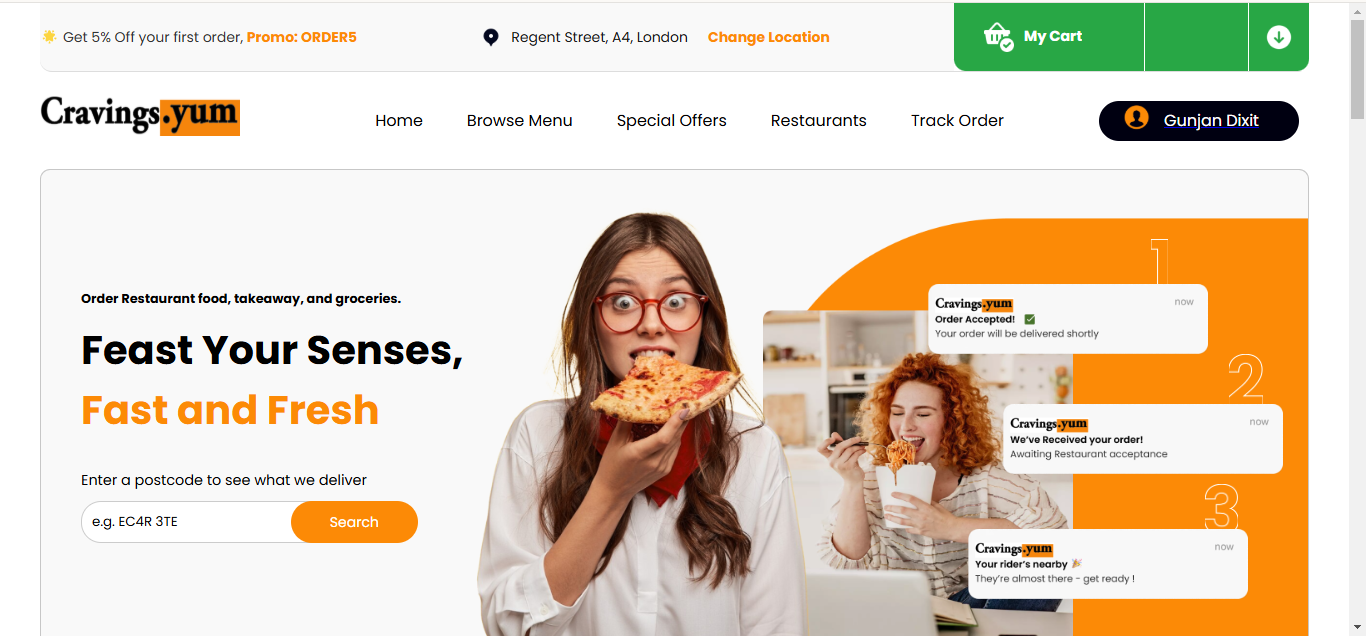 🌟 Get 5% Off your first order, Promo: ORDER5
Regent Street, A4, London Change Location
My Cart
Cravings.yum
Home Browse Menu Special Offers Restaurants Track Order
Gunjan Dixit
Order Restaurant food, takeaway, and groceries.
Feast Your Senses,
Fast and Fresh
Enter a postcode to see what we deliver
e.g. EC4R 3TE
Search
1
Cravings.yum now
Order Accepted! ✅
Your order will be delivered shortly
2
Cravings.yum now
We've Received your order!
Awaiting Restaurant acceptance
3
Cravings.yum now
Your rider's nearby 🎉
They're almost there - get ready !